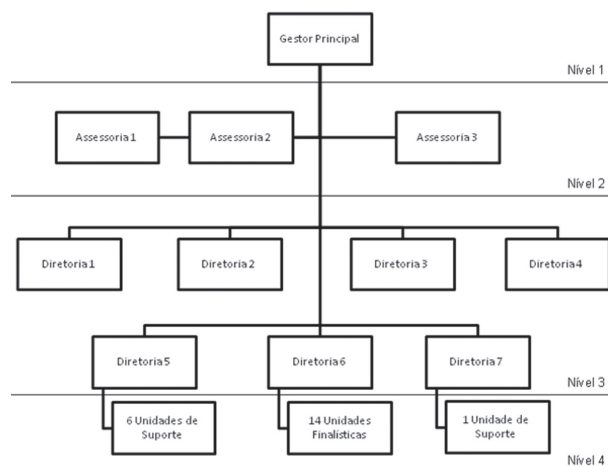 Gestor Principal
Nível 1
Assessoria 1
Assessoria 2
Assessoria 3
Nível 2
Diretoria 1
Diretoria 2
Diretoria 3
Diretoria 4
Diretoria 5
Diretoria 6
Diretoria 7
Nível 3
6 Unidades de
Suporte
14 Unidades
Finalísticas
1 Unidade de
Suporte
Nível 4